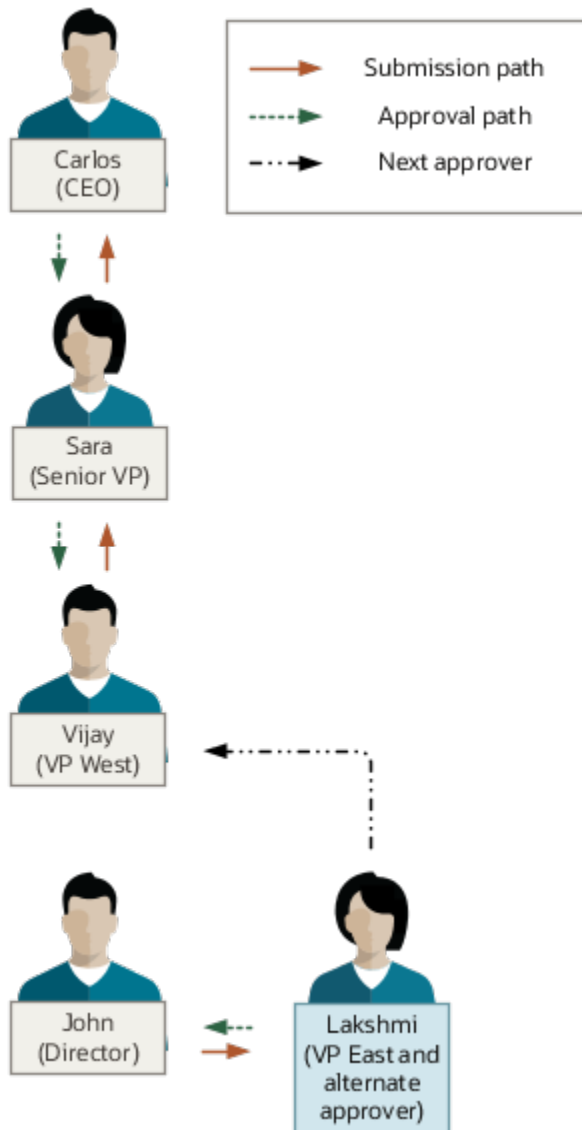 Carlos
(CEO)
Submission path
Approval path
Next approver
Sara
(Senior VP)
Vijay
(VP West)
John
(Director)
Lakshmi
(VP East and
alternate
approver)